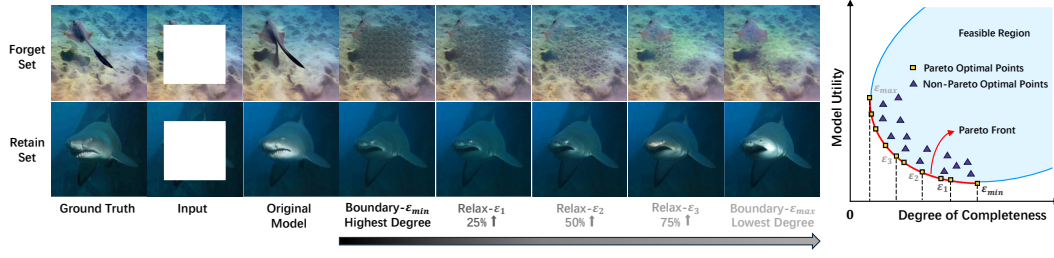 Forget
Set
Retain
Set
Ground Truth
Input
Original
Model
Boundary-εmin
Highest Degree
Relax-ε1
25% ⬆
Relax-ε2
50% ⬆
Relax-ε3
75% ⬆
Boundary-εmax
Lowest Degree
Model Utility
Feasible Region
Pareto Optimal Points
Non-Pareto Optimal Points
εmax
Pareto Front
ε3
ε2
ε1
εmin
0
Degree of Completeness